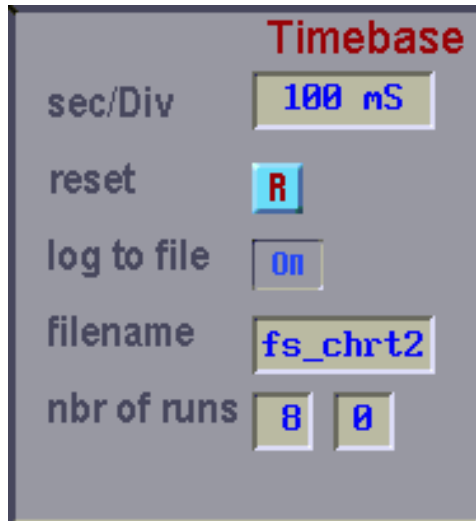 Timebase
sec/Div 100 mS
reset R
log to file On
filename fs_chrt2
nbr of runs 8 0